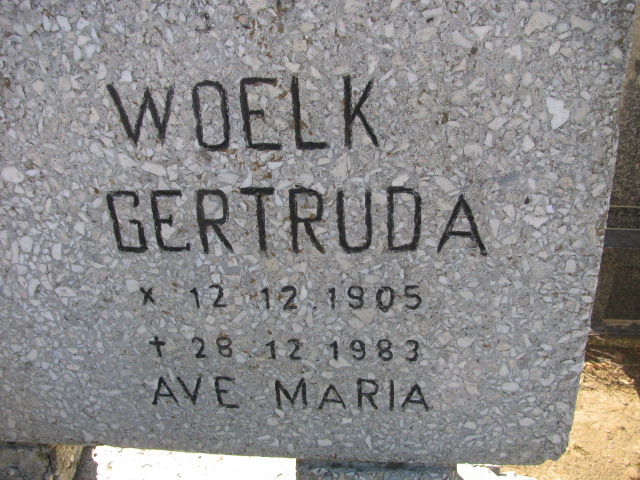 WOELK
GERTRUDA
x 12 12.1905
† 28 12.1983
AVE MARIA